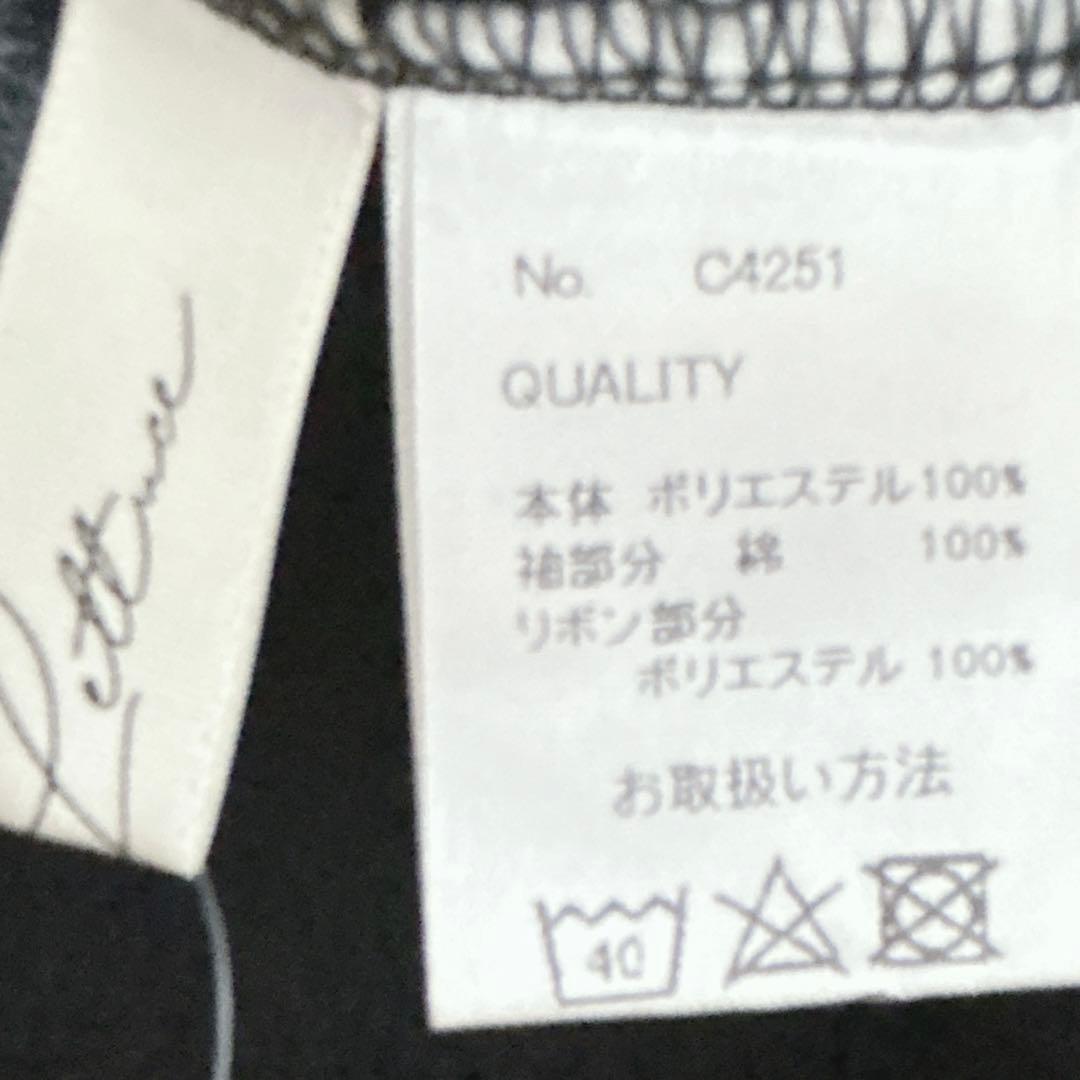 Lettuce
No. C4251
QUALITY
本体 ポリエステル100%
袖部分 綿 100%
リボン部分
ポリエステル 100%
お取扱い方法
40